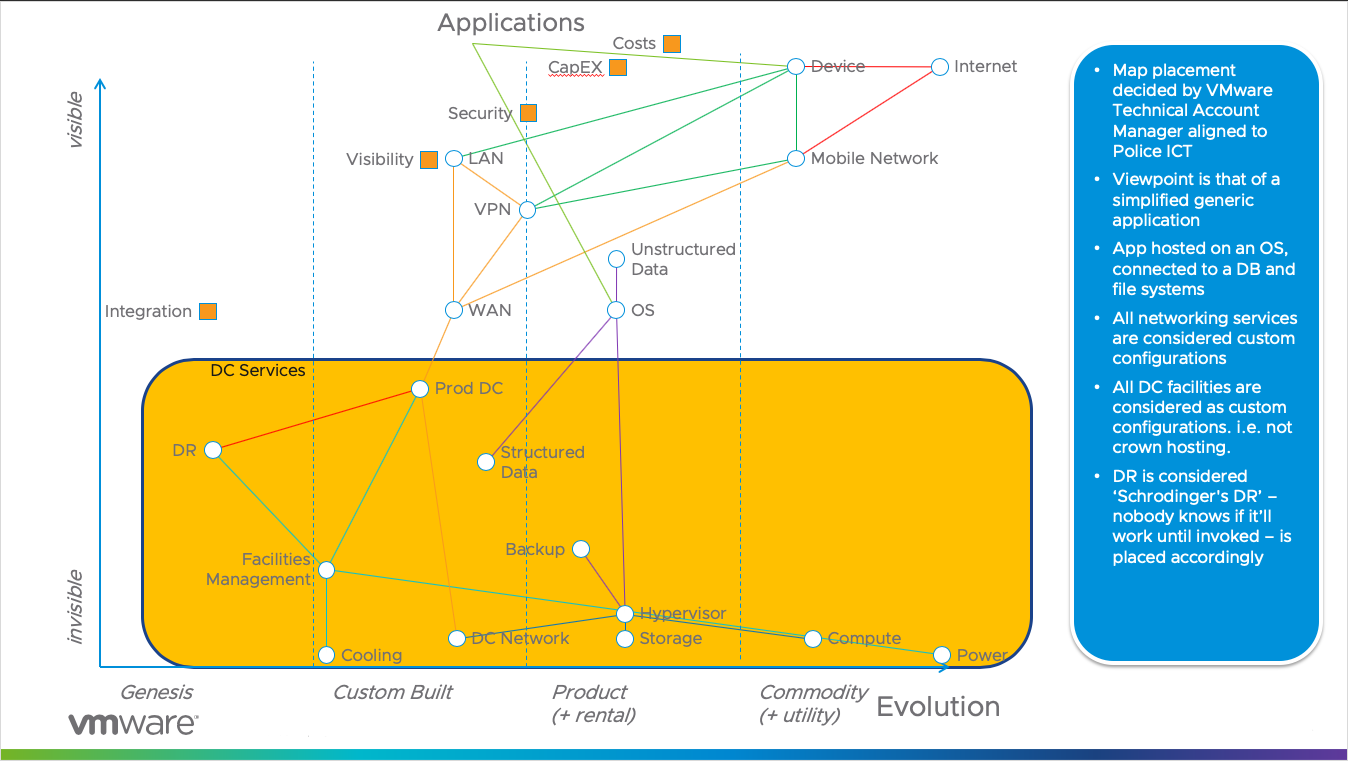 Applications
Costs
CapEX
Device
Internet
Security
Visibility
LAN
Mobile Network
VPN
Unstructured
Data
Integration
WAN
OS
visible
DC Services
Prod DC
DR
Structured
Data
Backup
Facilities
Management
Hypervisor
DC Network
Storage
Compute
Cooling
Power
invisible
Genesis
Custom Built
Product
(+ rental)
Commodity
(+ utility)
Evolution
vmware®
• Map placement
decided by VMware
Technical Account
Manager aligned to
Police ICT
• Viewpoint is that of a
simplified generic
application
• App hosted on an OS,
connected to a DB and
file systems
• All networking services
are considered custom
configurations
• All DC facilities are
considered as custom
configurations. i.e. not
crown hosting.
• DR is considered
‘Schrodinger’s DR’ –
nobody knows if it’ll
work until invoked – is
placed accordingly